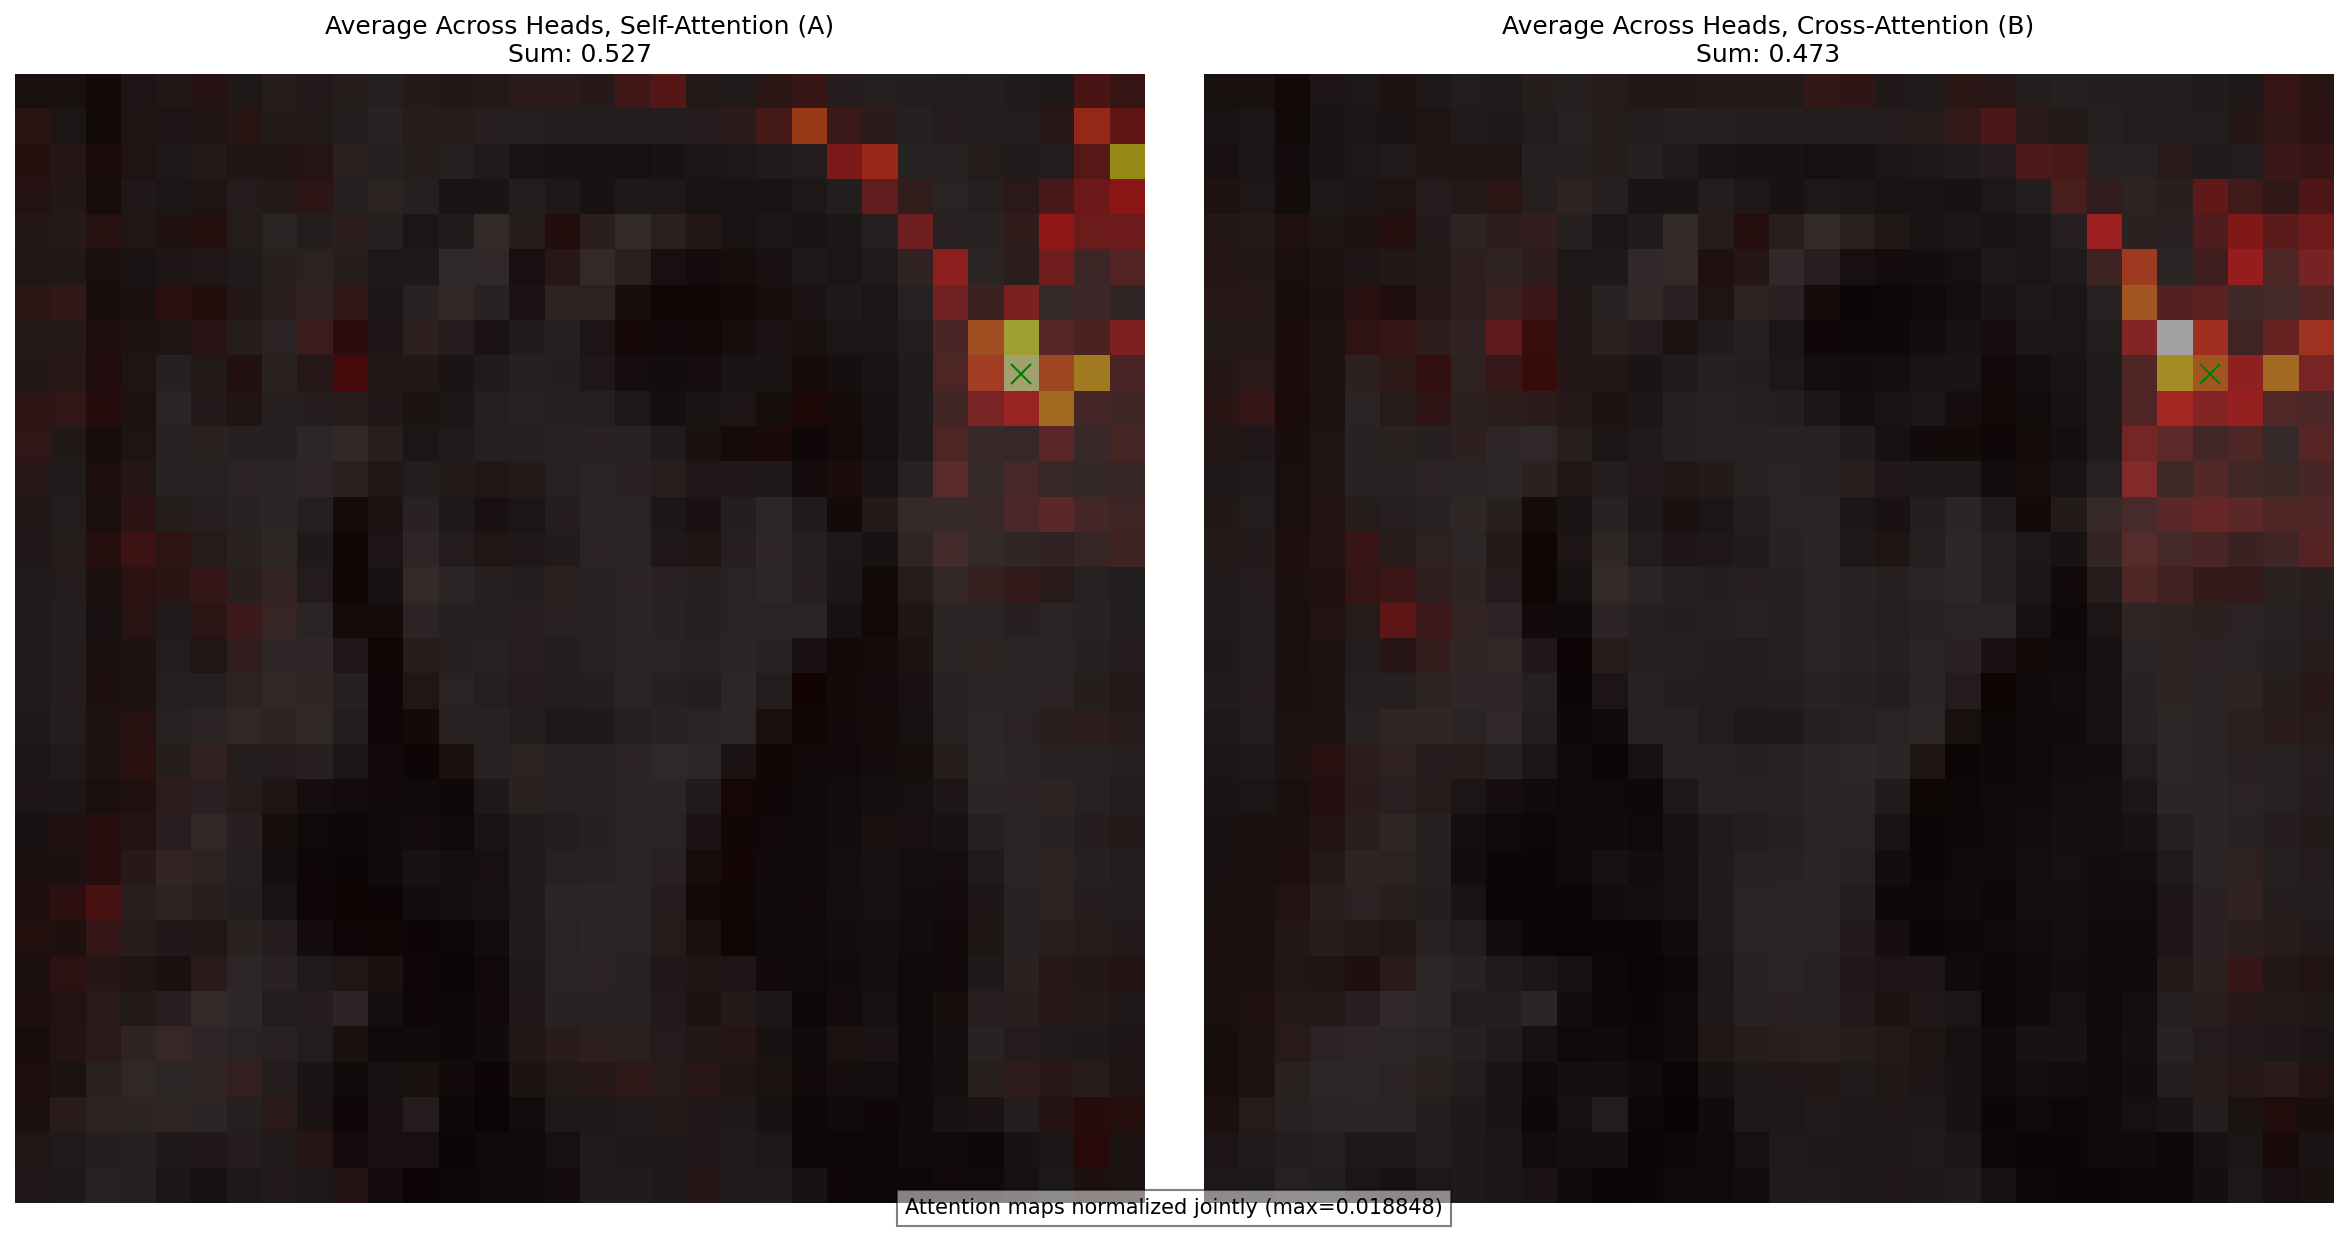 Average Across Heads, Self-Attention (A)
Sum: 0.527
Average Across Heads, Cross-Attention (B)
Sum: 0.473
Attention maps normalized jointly (max=0.018848)